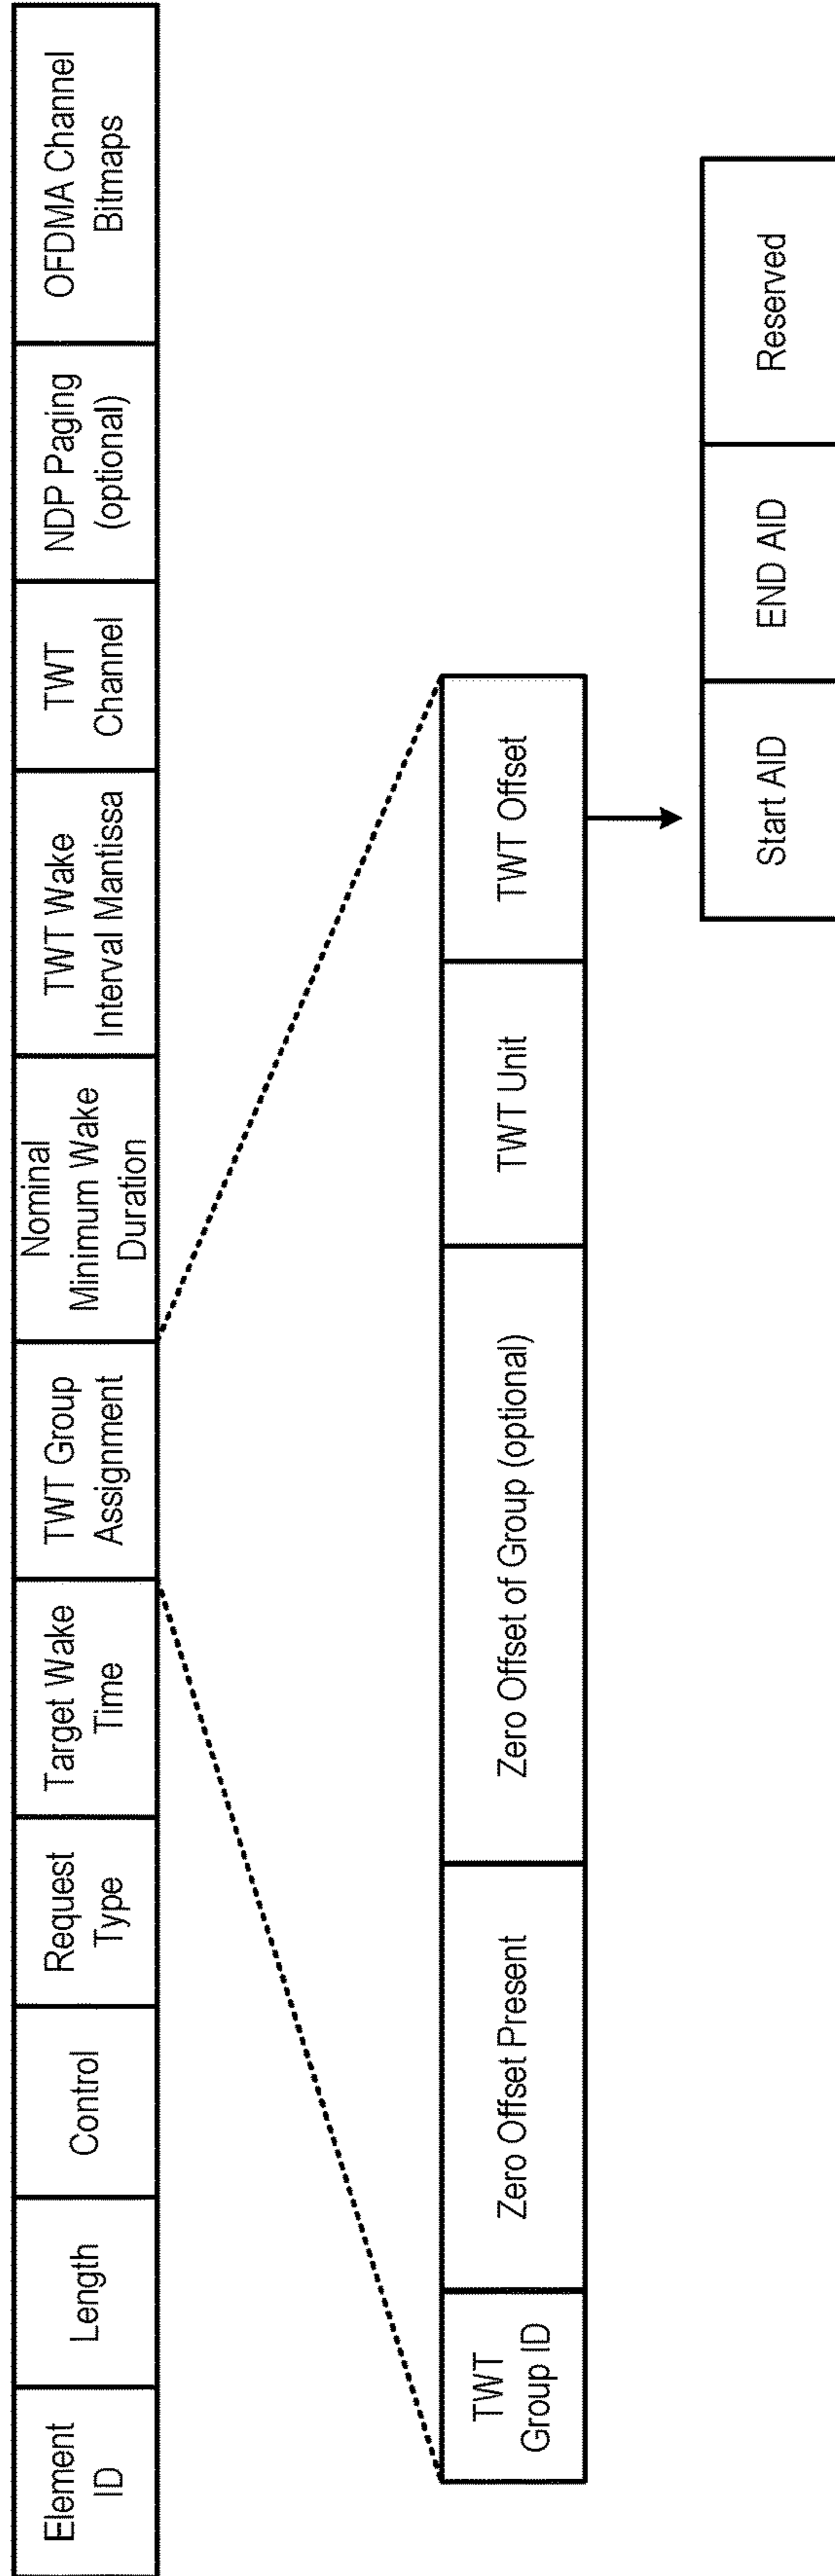 Element
ID
Length
Control
Request
Type
Target Wake
Time
TWT Group
Assignment
Nominal
Minimum Wake
Duration
TWT Wake
Interval Mantissa
TWT
Channel
NDP Paging
(optional)
OFDMA Channel
Bitmaps
TWT
Group ID
Zero Offset Present
Zero Offset of Group (optional)
TWT Unit
TWT Offset
Start AID
END AID
Reserved